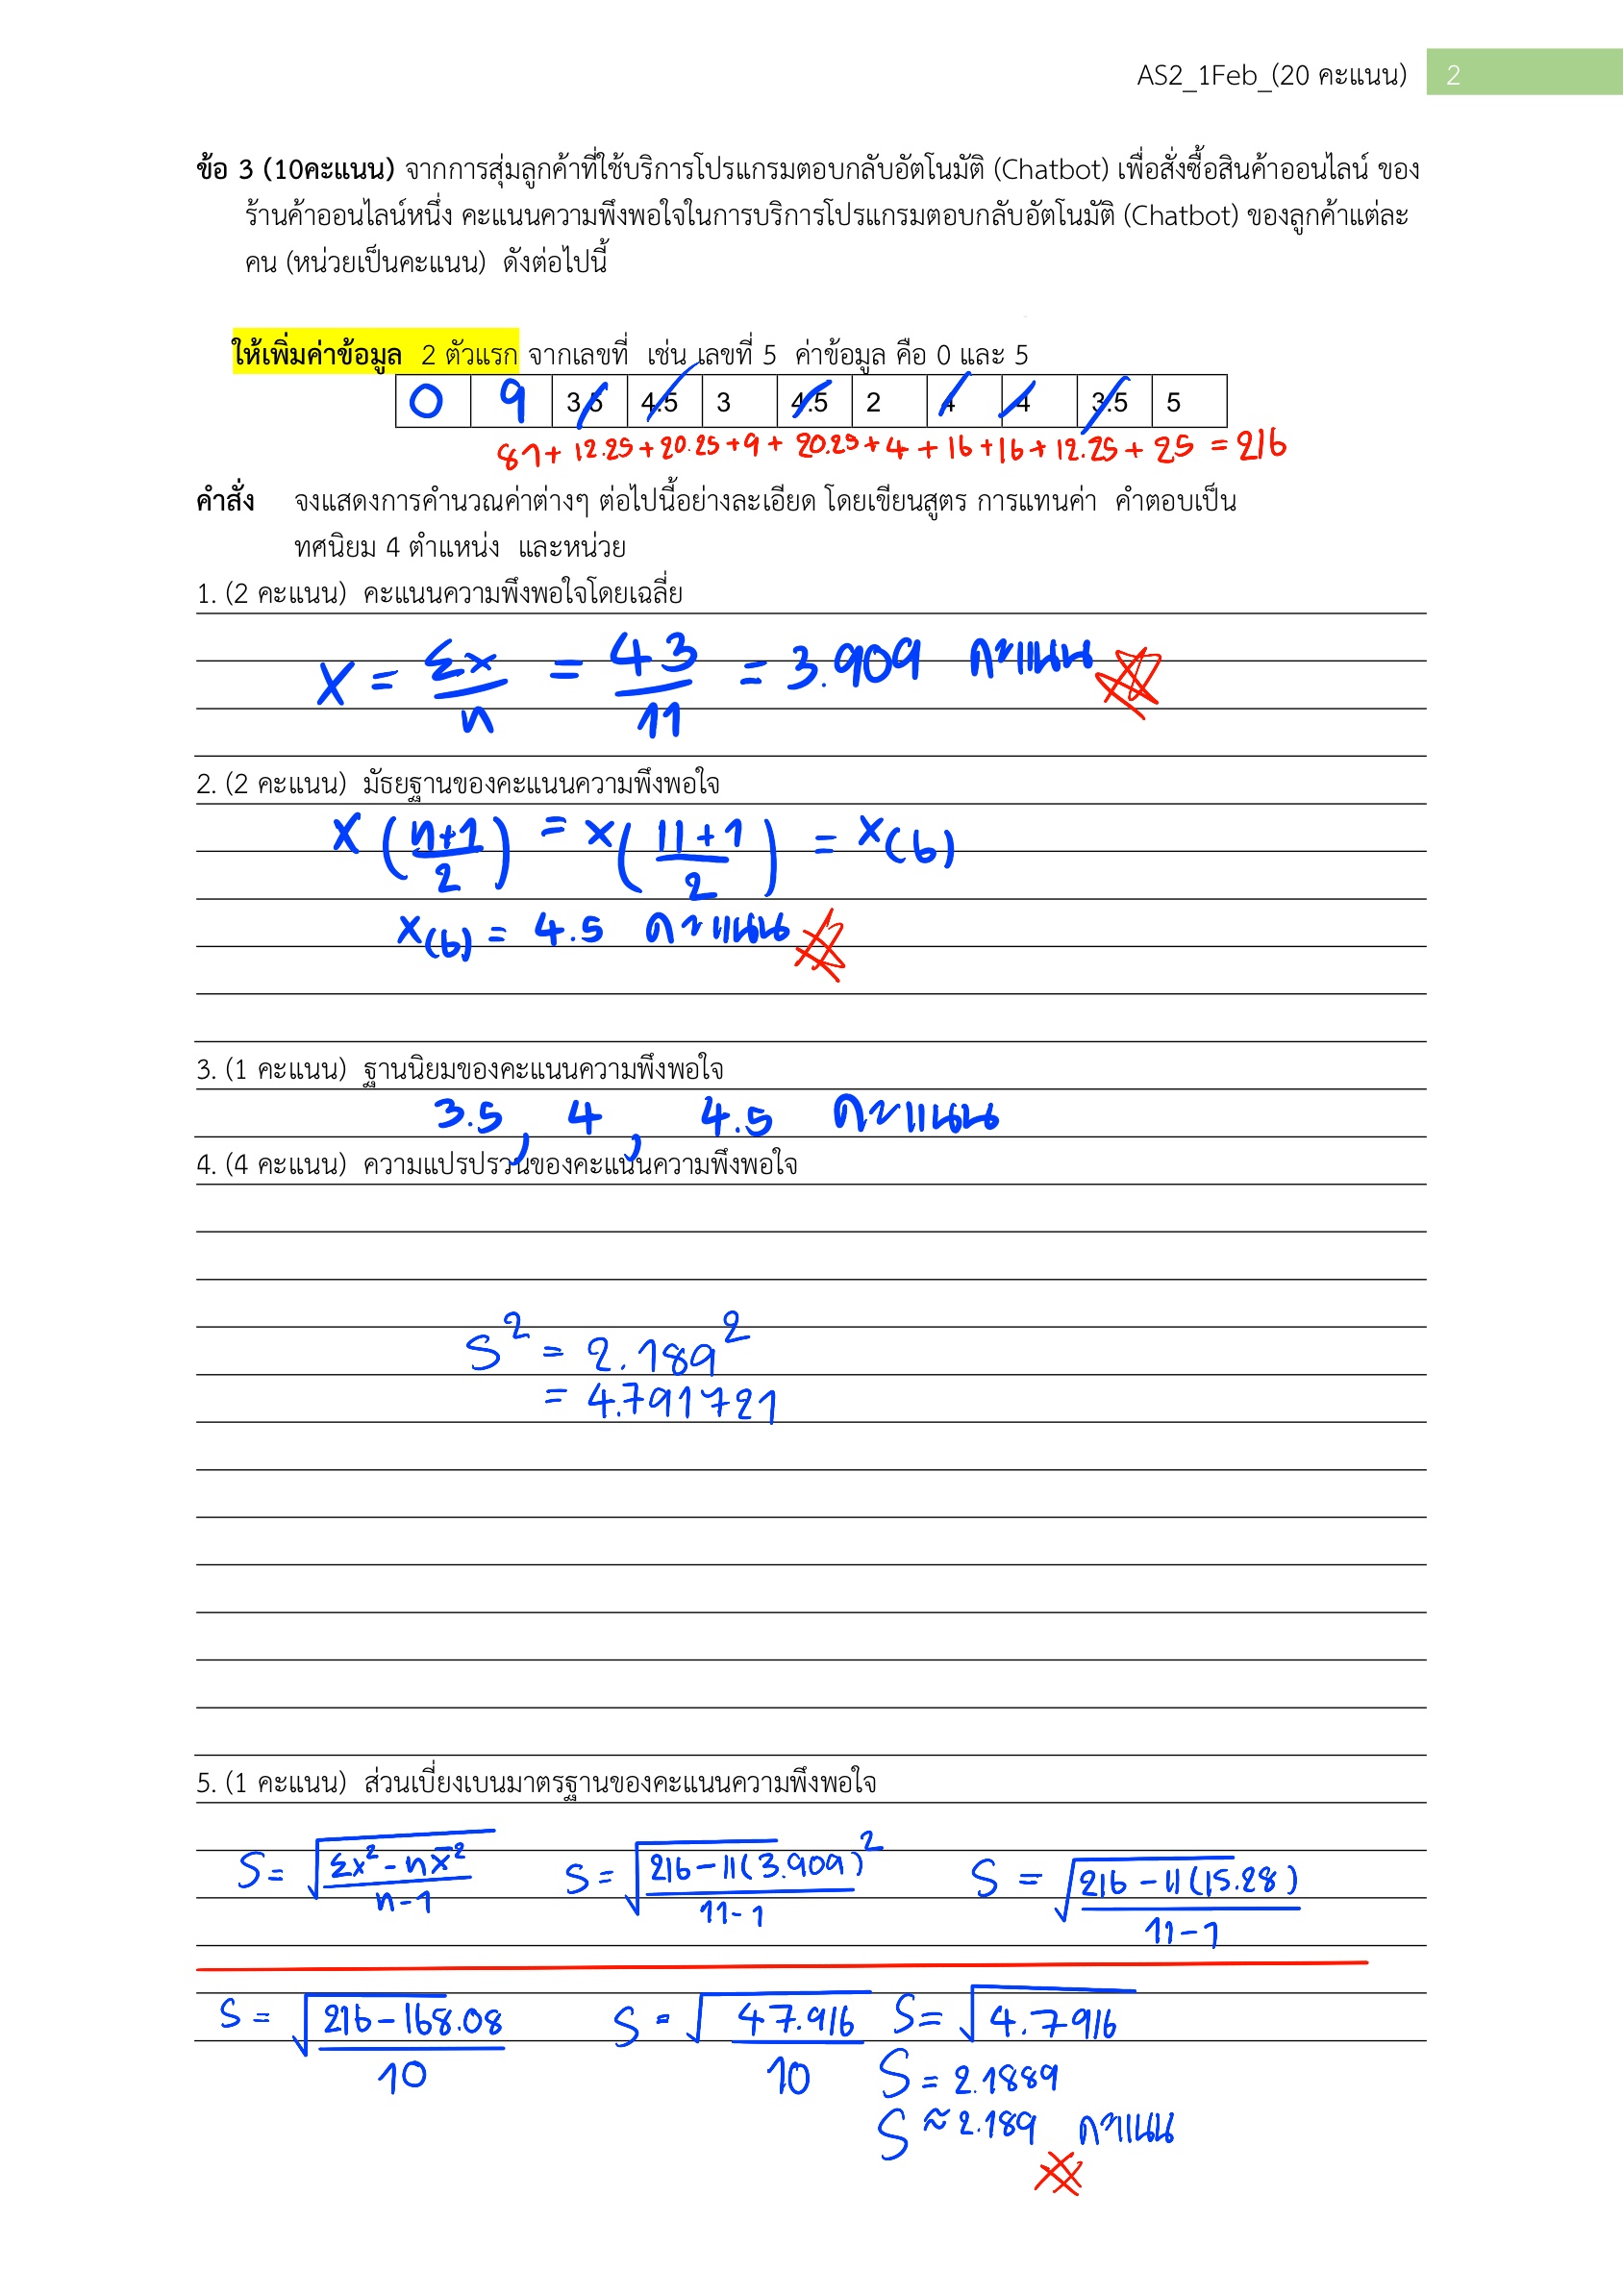 AS2_1Feb_(20 คะแนน) 2
ข้อ 3 (10คะแนน) จากการสุ่มลูกค้าที่ใช้บริการโปรแกรมตอบกลับอัตโนมัติ (Chatbot) เพื่อสั่งซื้อสินค้าออนไลน์ ของ
ร้านค้าออนไลน์หนึ่ง คะแนนความพึงพอใจในการบริการโปรแกรมตอบกลับอัตโนมัติ (Chatbot) ของลูกค้าแต่ละ
คน (หน่วยเป็นคะแนน) ดังต่อไปนี้
ให้เพิ่มค่าข้อมูล 2 ตัวแรก จากเลขที่ เช่น เลขที่ 5 ค่าข้อมูล คือ 0 และ 5
0 9 3.5 4.5 3 4.5 2 4 4 3.5 5
81+ 12.25+20.25+9+ 20.25+4+16+16+12.25+25 = 216
คำสั่ง จงแสดงการคำนวณค่าต่างๆ ต่อไปนี้อย่างละเอียด โดยเขียนสูตร การแทนค่า คำตอบเป็น
ทศนิยม 4 ตำแหน่ง และหน่วย
1. (2 คะแนน) คะแนนความพึงพอใจโดยเฉลี่ย
X = Σx/n = 43/11 = 3.909 คะแนน
2. (2 คะแนน) มัธยฐานของคะแนนความพึงพอใจ
X((n+1)/2) = x((11+1)/2) = x(6)
x(6) = 4.5 คะแนน
3. (1 คะแนน) ฐานนิยมของคะแนนความพึงพอใจ
3.5, 4, 4.5 คะแนน
4. (4 คะแนน) ความแปรปรวนของคะแนนความพึงพอใจ
S² = 2.189²
= 4.791721
5. (1 คะแนน) ส่วนเบี่ยงเบนมาตรฐานของคะแนนความพึงพอใจ
S = √((Σx²-nx̄²)/(n-1)) S = √((216-11(3.909)²)/(11-1)) S = √((216-11(15.28))/(11-1))
S = √((216-168.08)/10) S = √(47.916/10) S = √4.7916
S = 2.1889
S ≈ 2.189 คะแนน